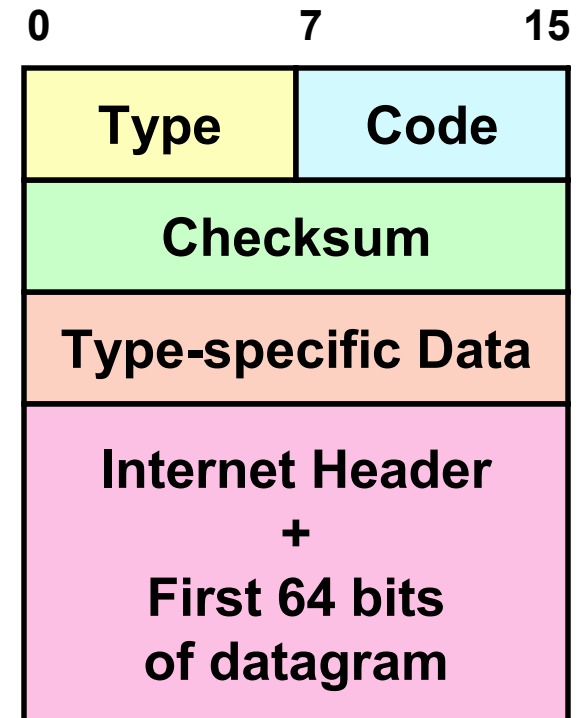 0 7 15
Type Code
Checksum
Type-specific Data
Internet Header
+
First 64 bits
of datagram